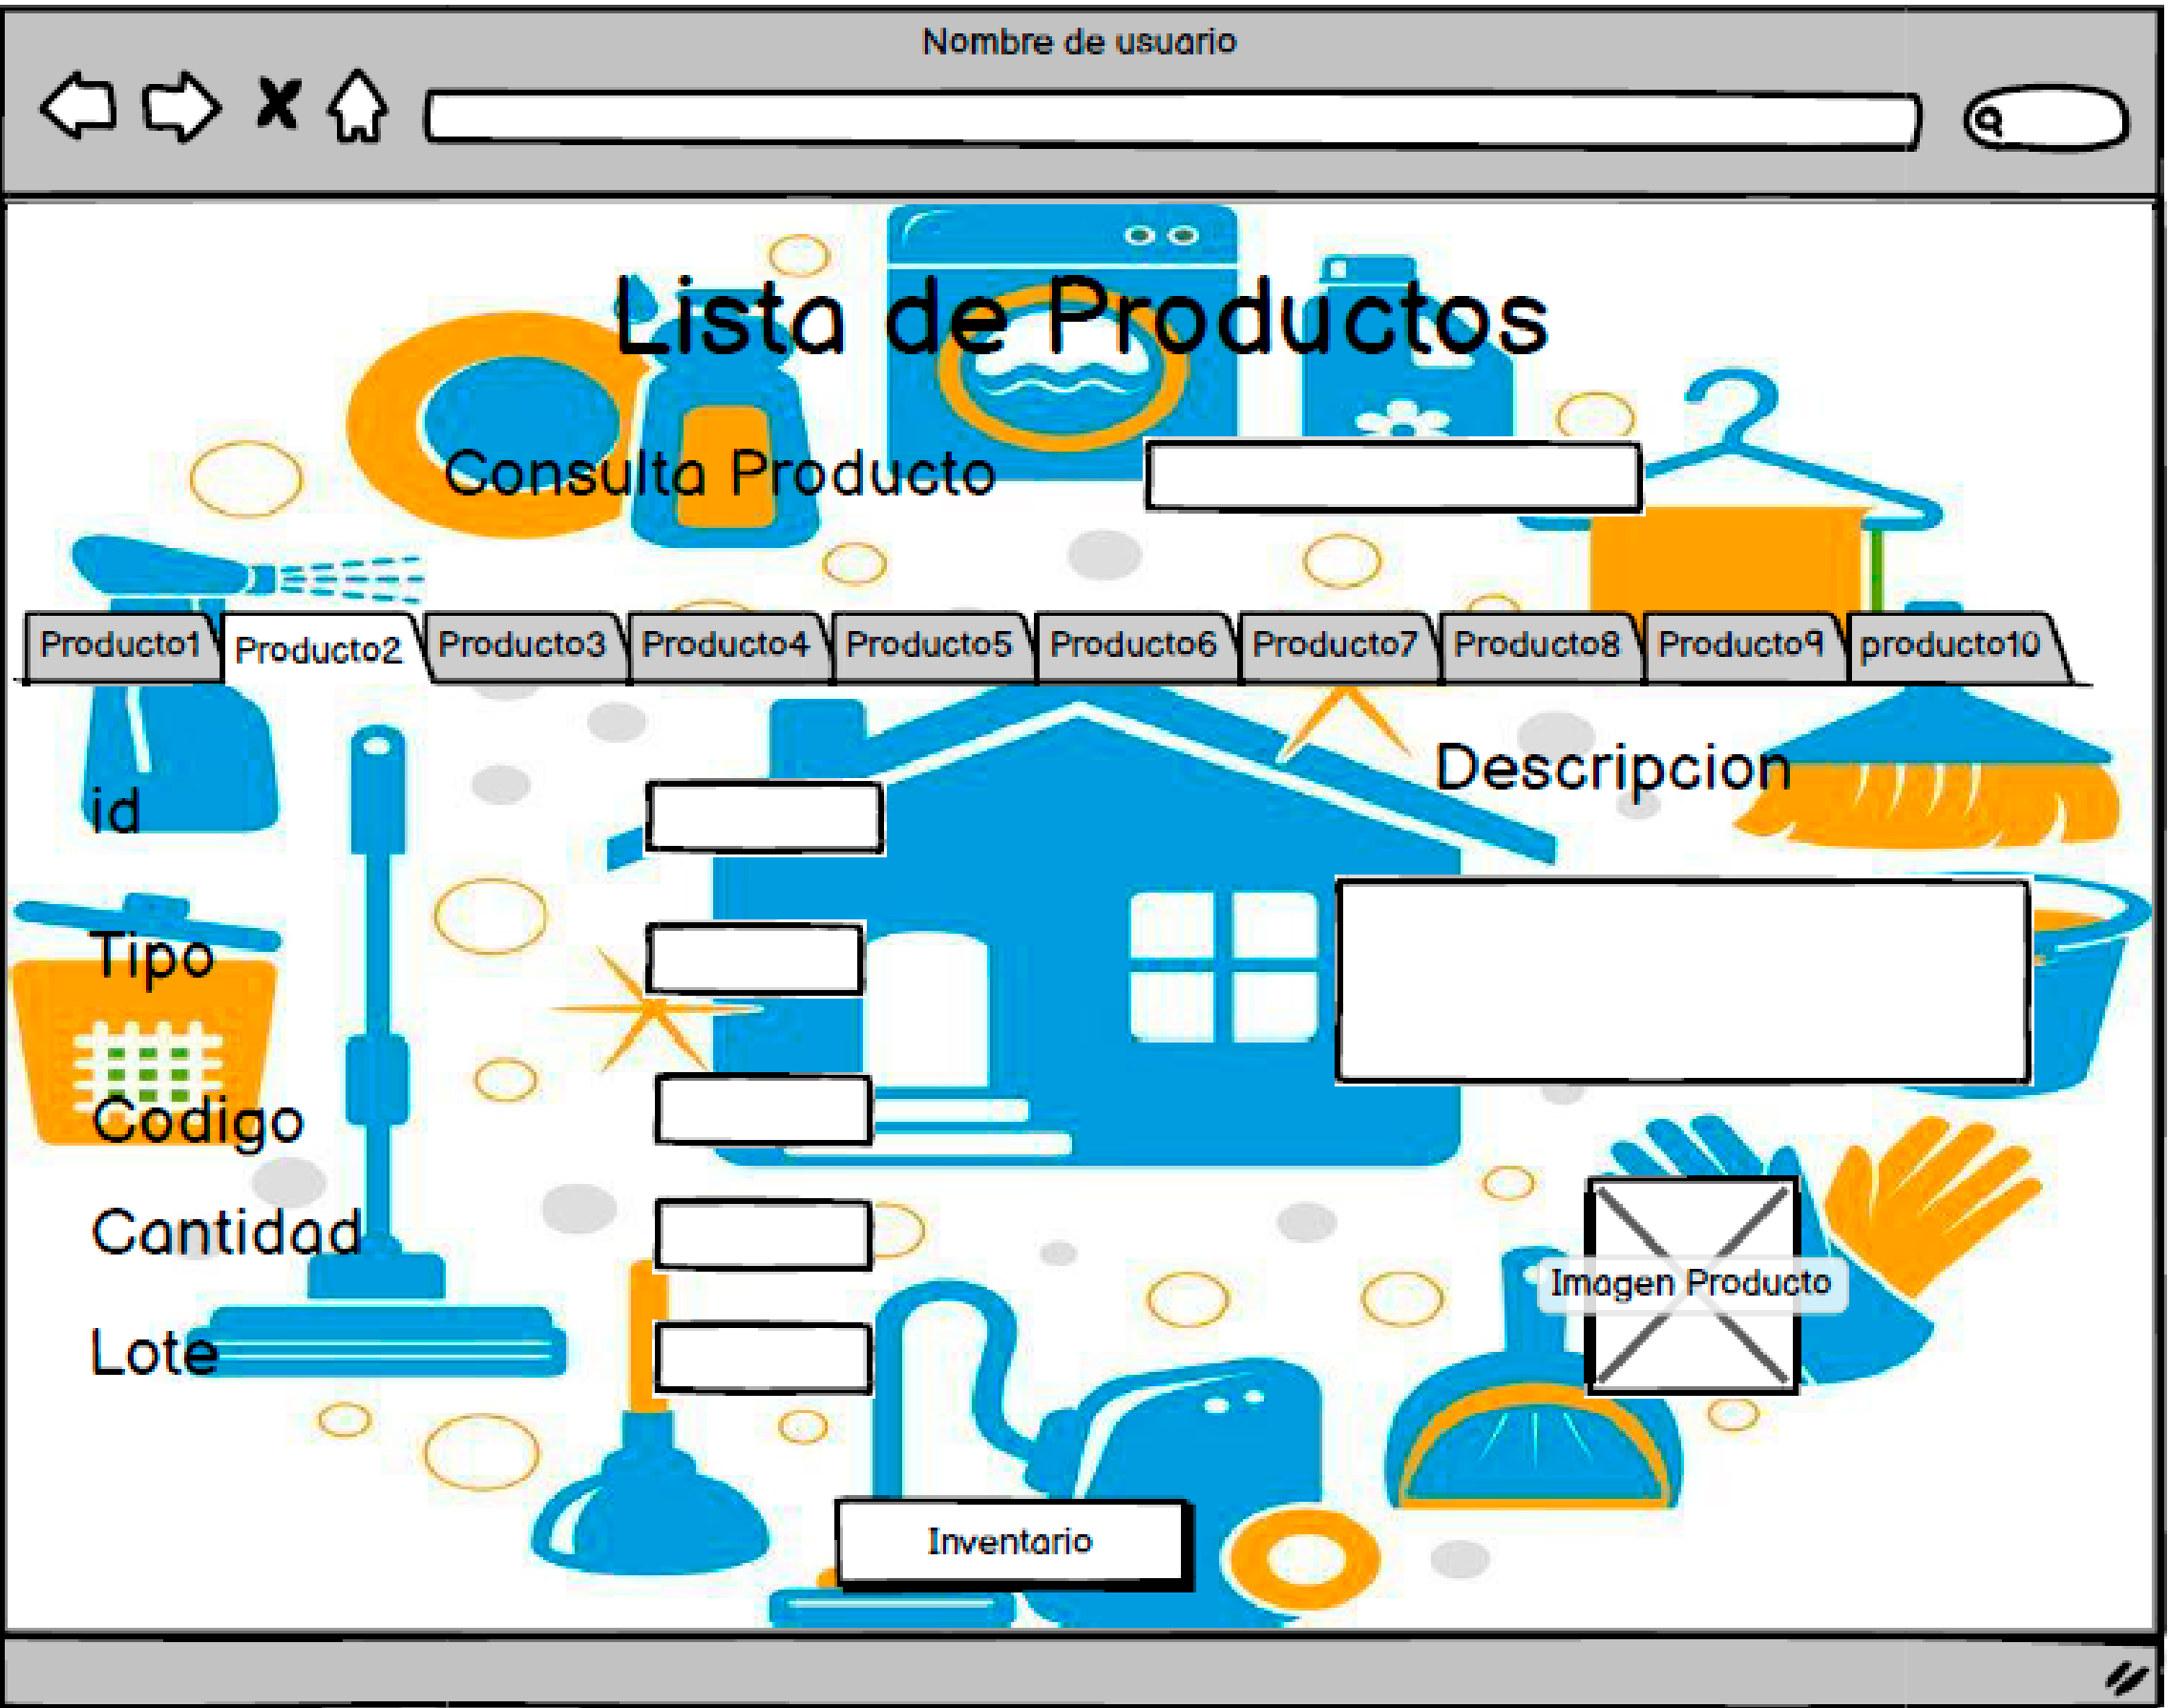 Nombre de usuario
Lista de Productos
Consulta Producto
Producto1 Producto2 Producto3 Producto4 Producto5 Producto6 Producto7 Producto8 Producto9 producto10
Descripcion
id
Tipo
Codigo
Cantidad
Imagen Producto
Lote
Inventario